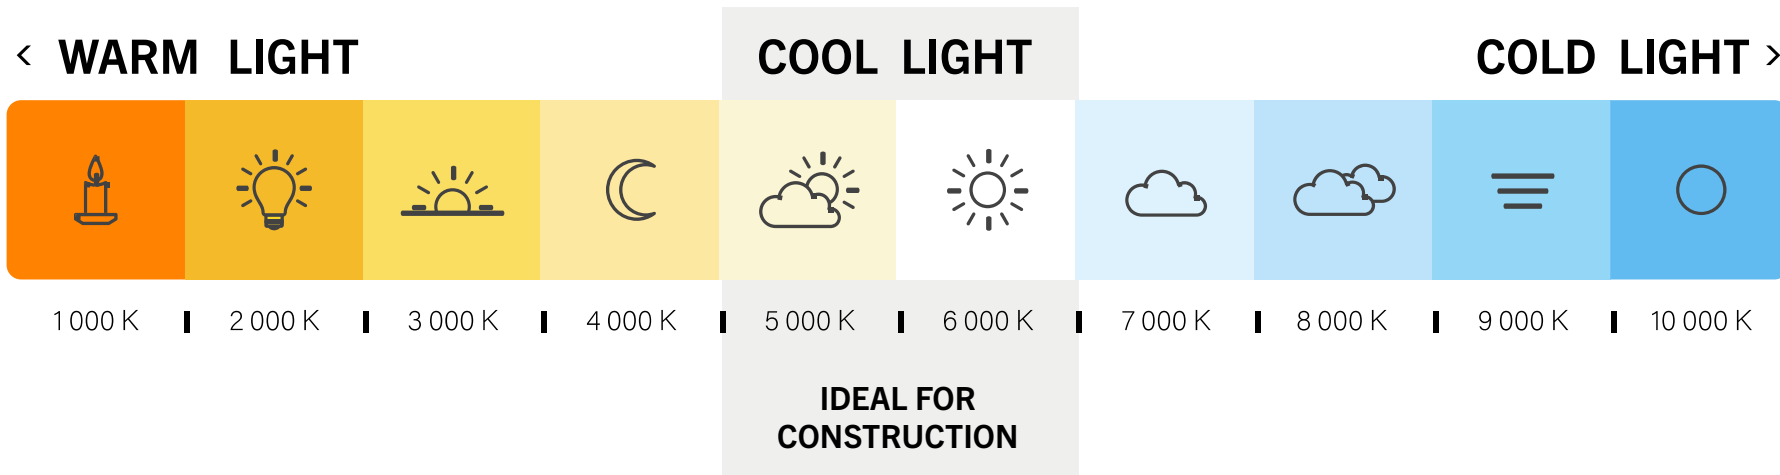 < WARM LIGHT
COOL LIGHT
COLD LIGHT >
1 000 K
2 000 K
3 000 K
4 000 K
5 000 K
6 000 K
7 000 K
8 000 K
9 000 K
10 000 K
IDEAL FOR
CONSTRUCTION